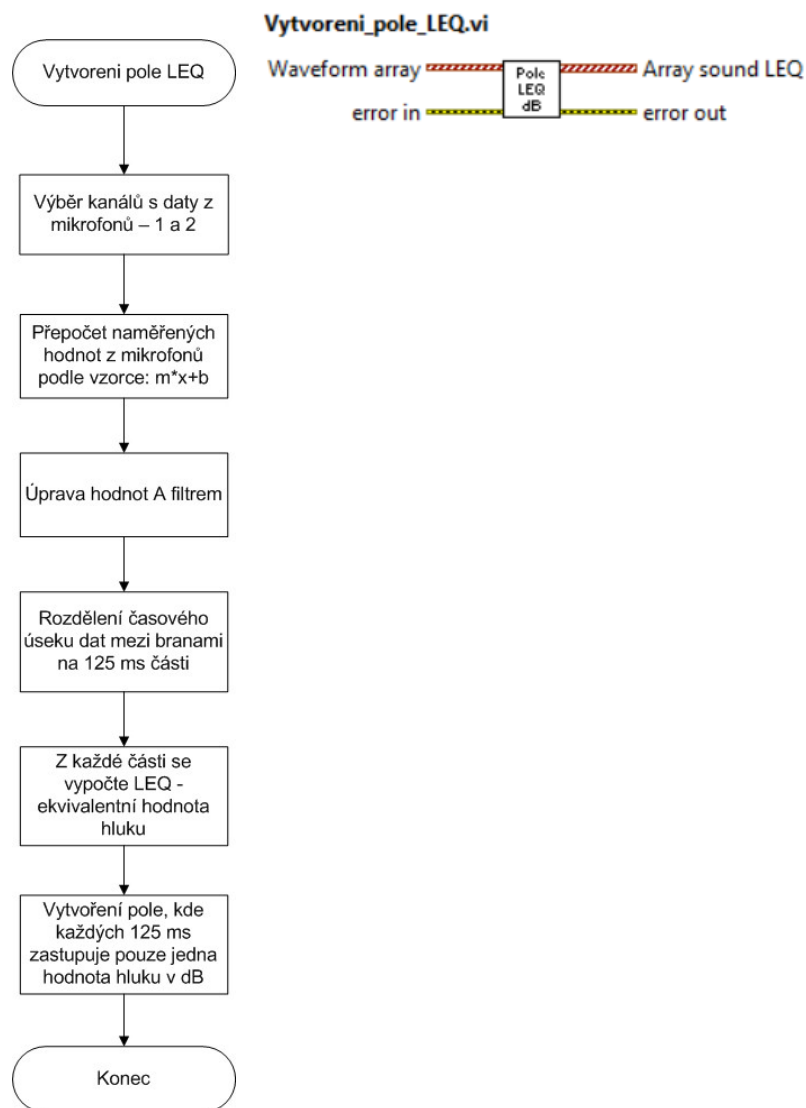 Vytvoreni pole LEQ
Výběr kanálů s daty z
mikrofonů – 1 a 2
Přepočet naměřených
hodnot z mikrofonů
podle vzorce: m*x+b
Úprava hodnot A filtrem
Rozdělení časového
úseku dat mezi branami
na 125 ms části
Z každé části se
vypočte LEQ -
ekvivalentní hodnota
hluku
Vytvoření pole, kde
každých 125 ms
zastupuje pouze jedna
hodnota hluku v dB
Konec
Vytvoreni_pole_LEQ.vi
Waveform array
error in
Pole
LEQ
dB
Array sound LEQ
error out